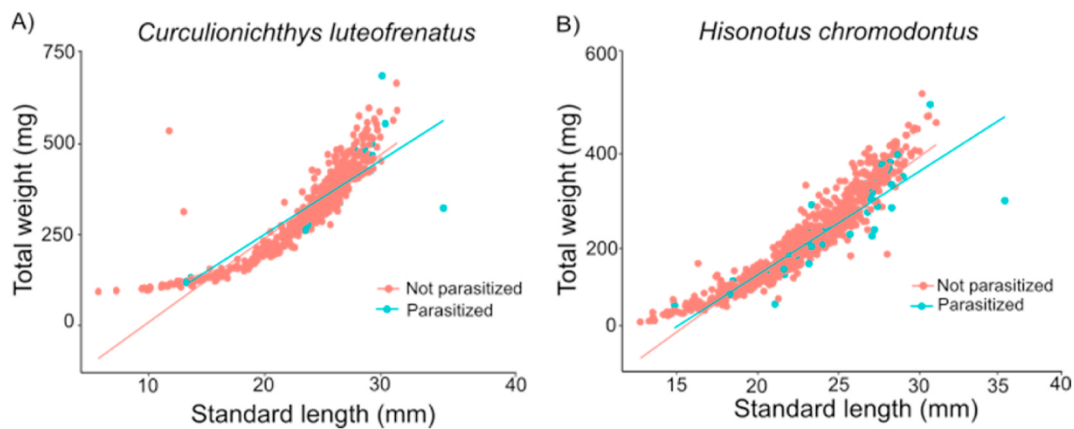 A)
Curculionichthys luteofrenatus
Total weight (mg)
750
500
250
0
10 20 30 40
Standard length (mm)
Not parasitized
Parasitized
B)
Hisonotus chromodontus
Total weight (mg)
600
400
200
0
15 20 25 30 35 40
Standard length (mm)
Not parasitized
Parasitized